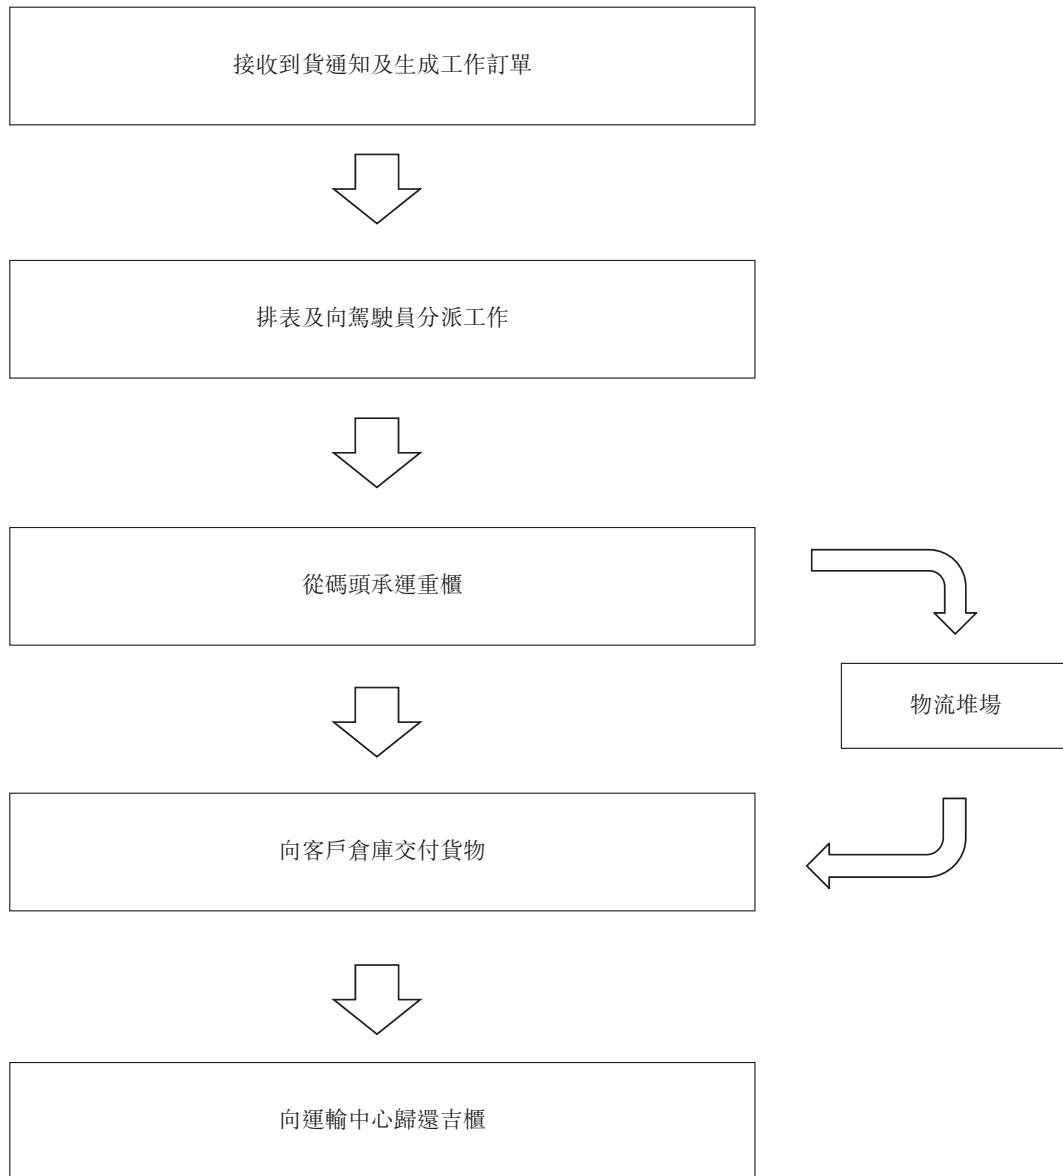 接收到貨通知及生成工作訂單
排表及向駕駛員分派工作
從碼頭承運重櫃
物流堆場
向客戶倉庫交付貨物
向運輸中心歸還吉櫃